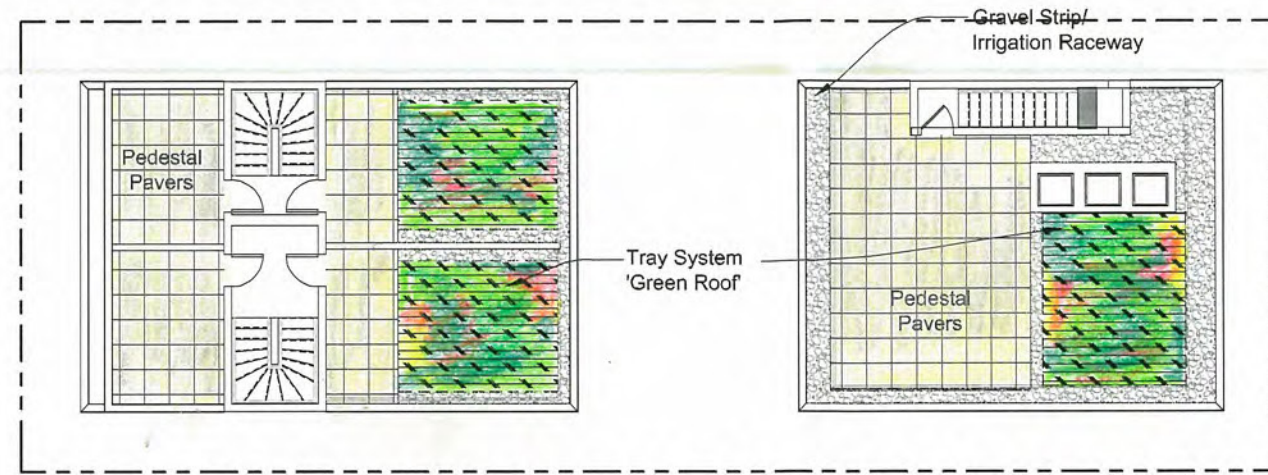 Gravel Strip/
Irrigation Raceway
Pedestal
Pavers
Tray System
'Green Roof'
Pedestal
Pavers